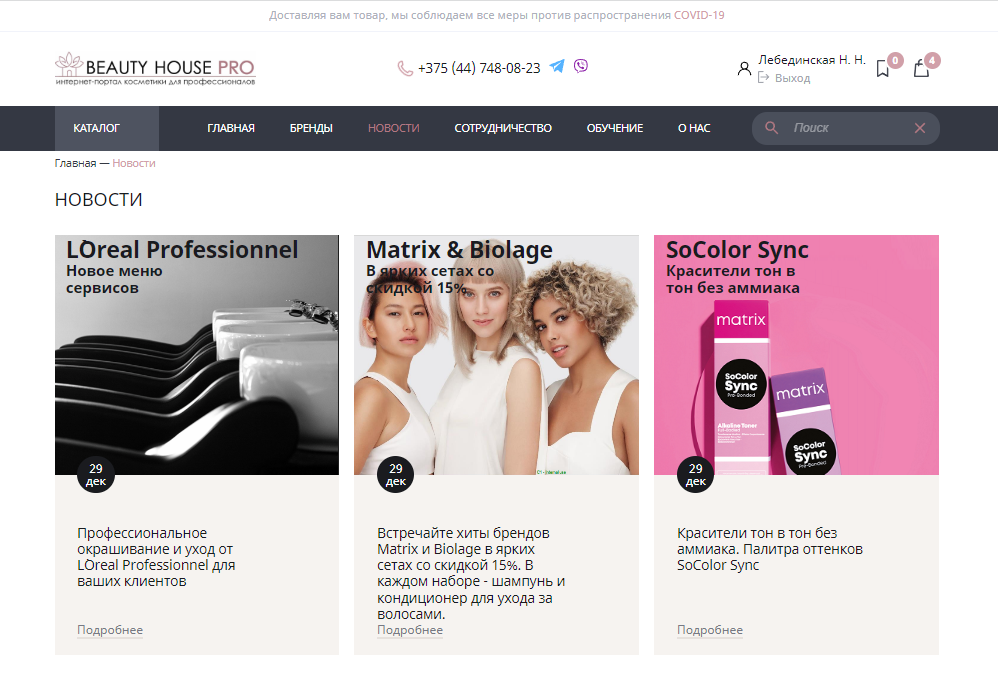 Доставляя вам товар, мы соблюдаем все меры против распространения COVID-19
BEAUTY HOUSE PRO
интернет-портал косметики для профессионалов
+375 (44) 748-08-23
Лебединская Н. Н.
Выход
0
4
КАТАЛОГ
ГЛАВНАЯ
БРЕНДЫ
НОВОСТИ
СОТРУДНИЧЕСТВО
ОБУЧЕНИЕ
О НАС
Поиск
Главная — Новости
НОВОСТИ
L'Oreal Professionnel
Новое меню
сервисов
29
дек
Профессиональное
окрашивание и уход от
L'Oreal Professionnel для
ваших клиентов
Подробнее
Matrix & Biolage
В ярких сетах со
скидкой 15%
29
дек
Встречайте хиты брендов
Matrix и Biolage в ярких
сетах со скидкой 15%. В
каждом наборе - шампунь и
кондиционер для ухода за
волосами.
Подробнее
SoColor Sync
Красители тон в
тон без аммиака
matrix
SoColor
Sync
Pre-Bonded
Alkaline Toner
matrix
SoColor
Sync
Pre-Bonded
29
дек
Красители тон в тон без
аммиака. Палитра оттенков
SoColor Sync
Подробнее